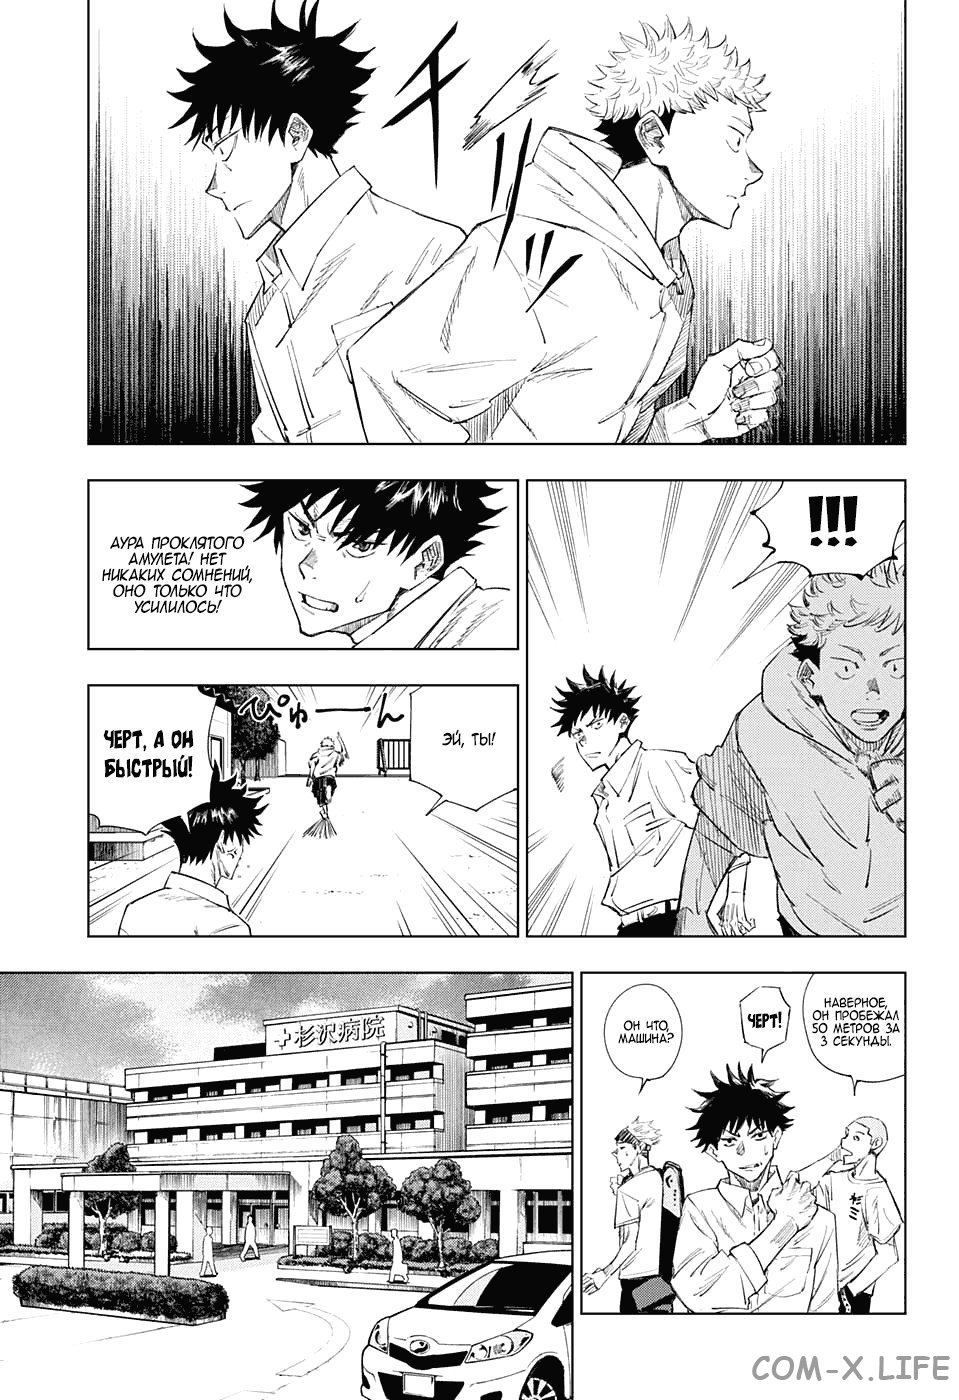 チッ
!!!
АУРА ПРОКЛЯТОГО
АМУЛЕТА! НЕТ
НИКАКИХ СОМНЕНИЙ,
ОНО ТОЛЬКО ЧТО
УСИЛИЛОСЬ!
ЭЙ, ТЫ!
ぴゅーーん
ЧЕРТ, А ОН
БЫСТРЫЙ!
НАВЕРНОЕ,
ОН ПРОБЕЖАЛ
50 МЕТРОВ ЗА
3 СЕКУНДЫ.
ЧЕРТ!
ОН ЧТО,
МАШИНА?
杉沢病院
COM-X.LIFE